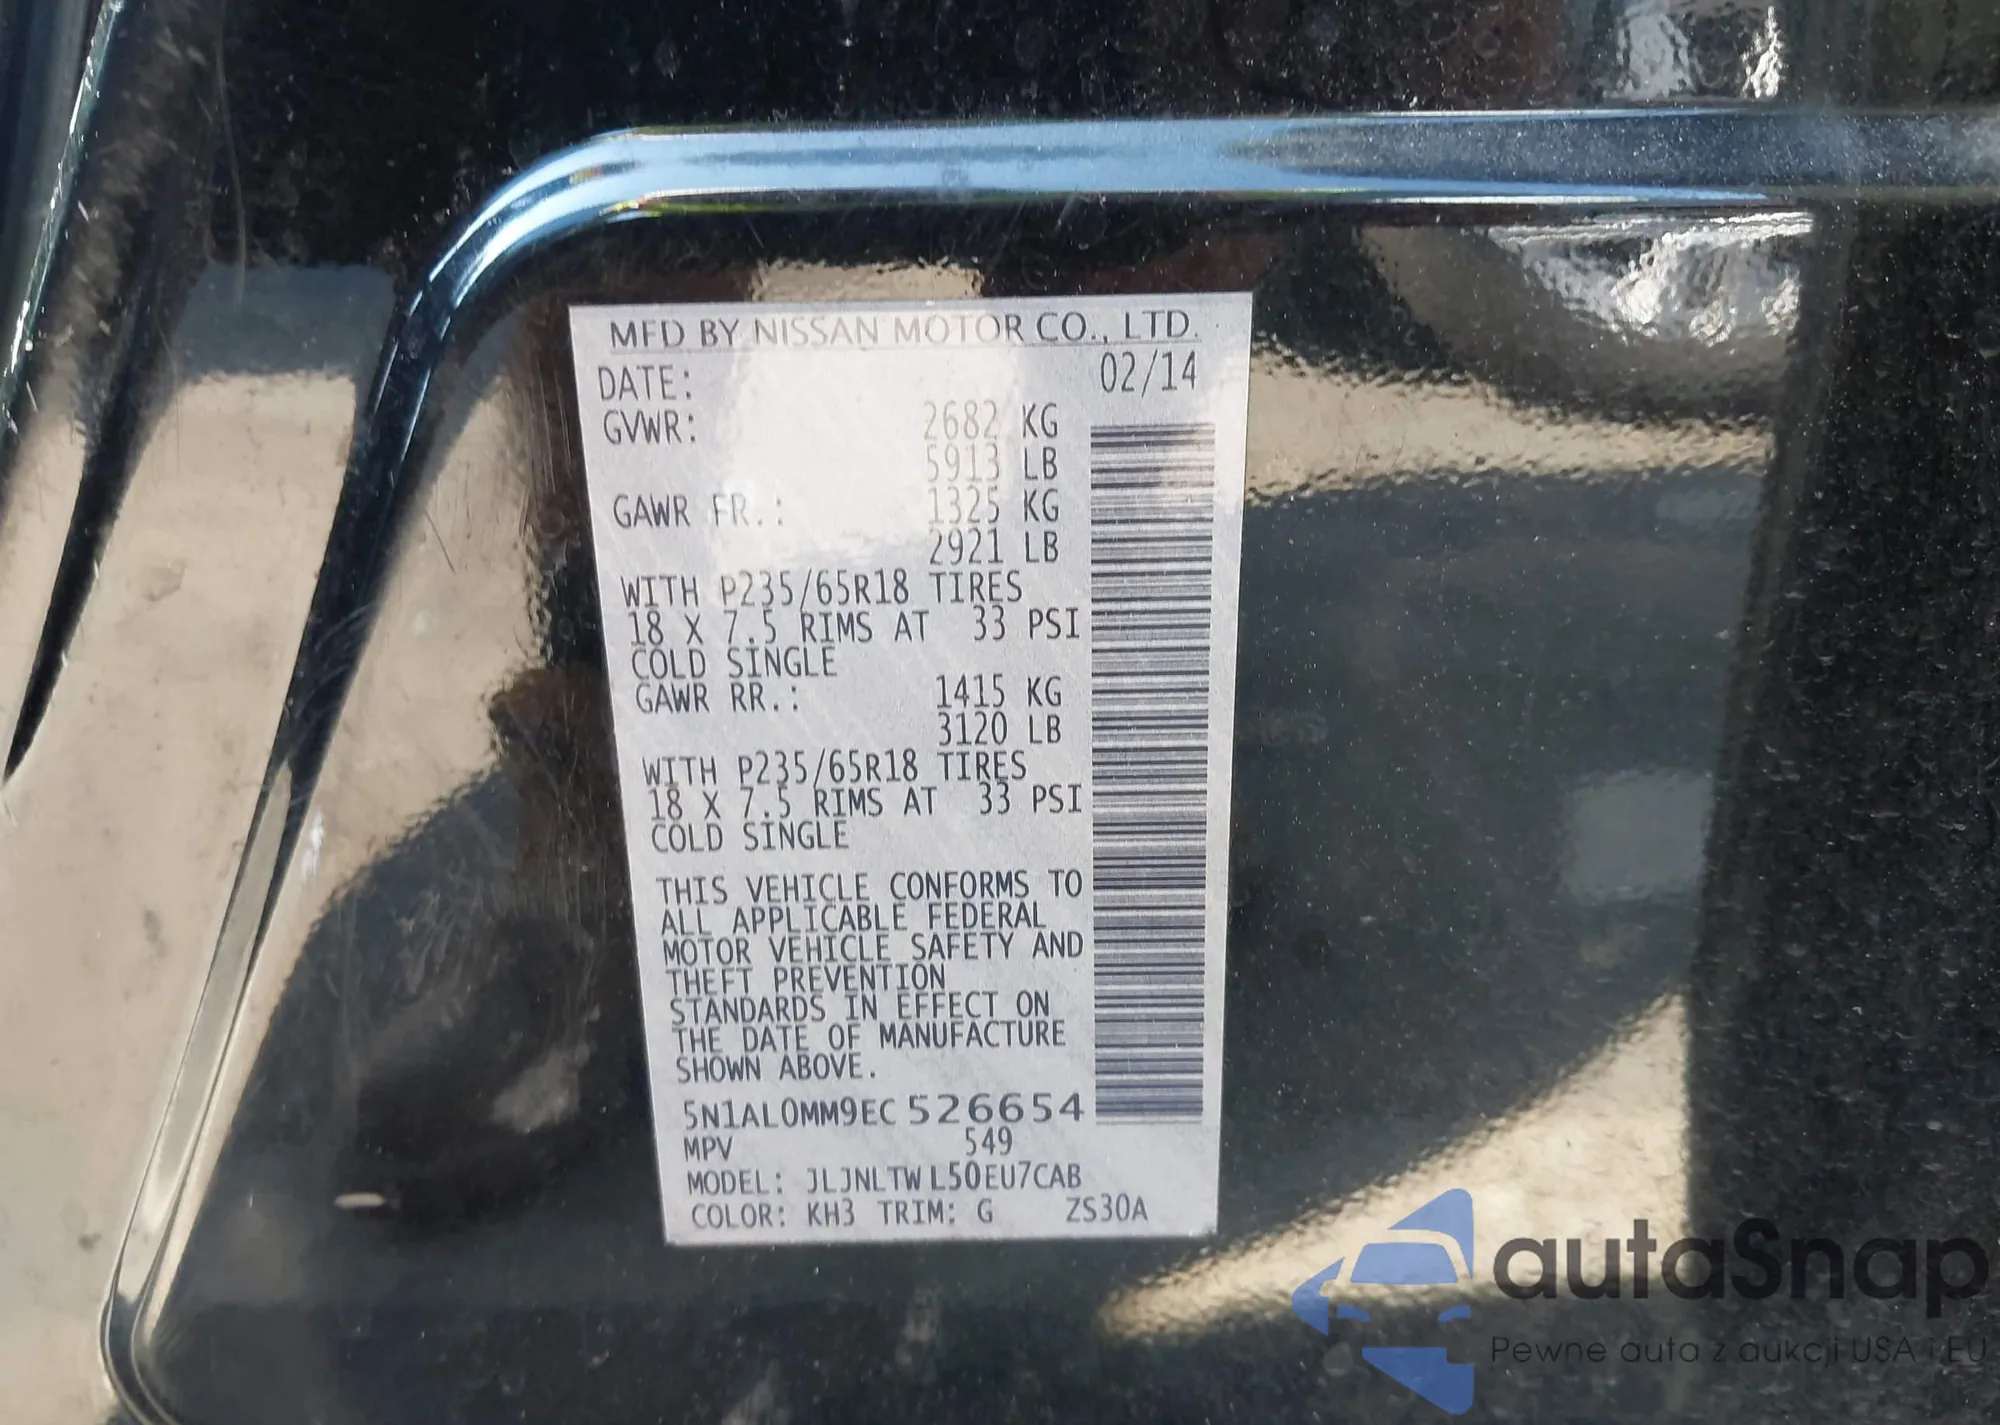 MFD BY NISSAN MOTOR CO., LTD.
DATE: 02/14
GVWR: 2682 KG
5913 LB
GAWR FR.: 1325 KG
2921 LB
WITH P235/65R18 TIRES
18 X 7.5 RIMS AT 33 PSI
COLD SINGLE
GAWR RR.: 1415 KG
3120 LB
WITH P235/65R18 TIRES
18 X 7.5 RIMS AT 33 PSI
COLD SINGLE
THIS VEHICLE CONFORMS TO
ALL APPLICABLE FEDERAL
MOTOR VEHICLE SAFETY AND
THEFT PREVENTION
STANDARDS IN EFFECT ON
THE DATE OF MANUFACTURE
SHOWN ABOVE.
5N1AL0MM9EC526654
MPV 549
MODEL: JLJNLTWL50EU7CAB
COLOR: KH3 TRIM: G ZS30A
autaSnap
Pewne auta z aukcji USA i EU